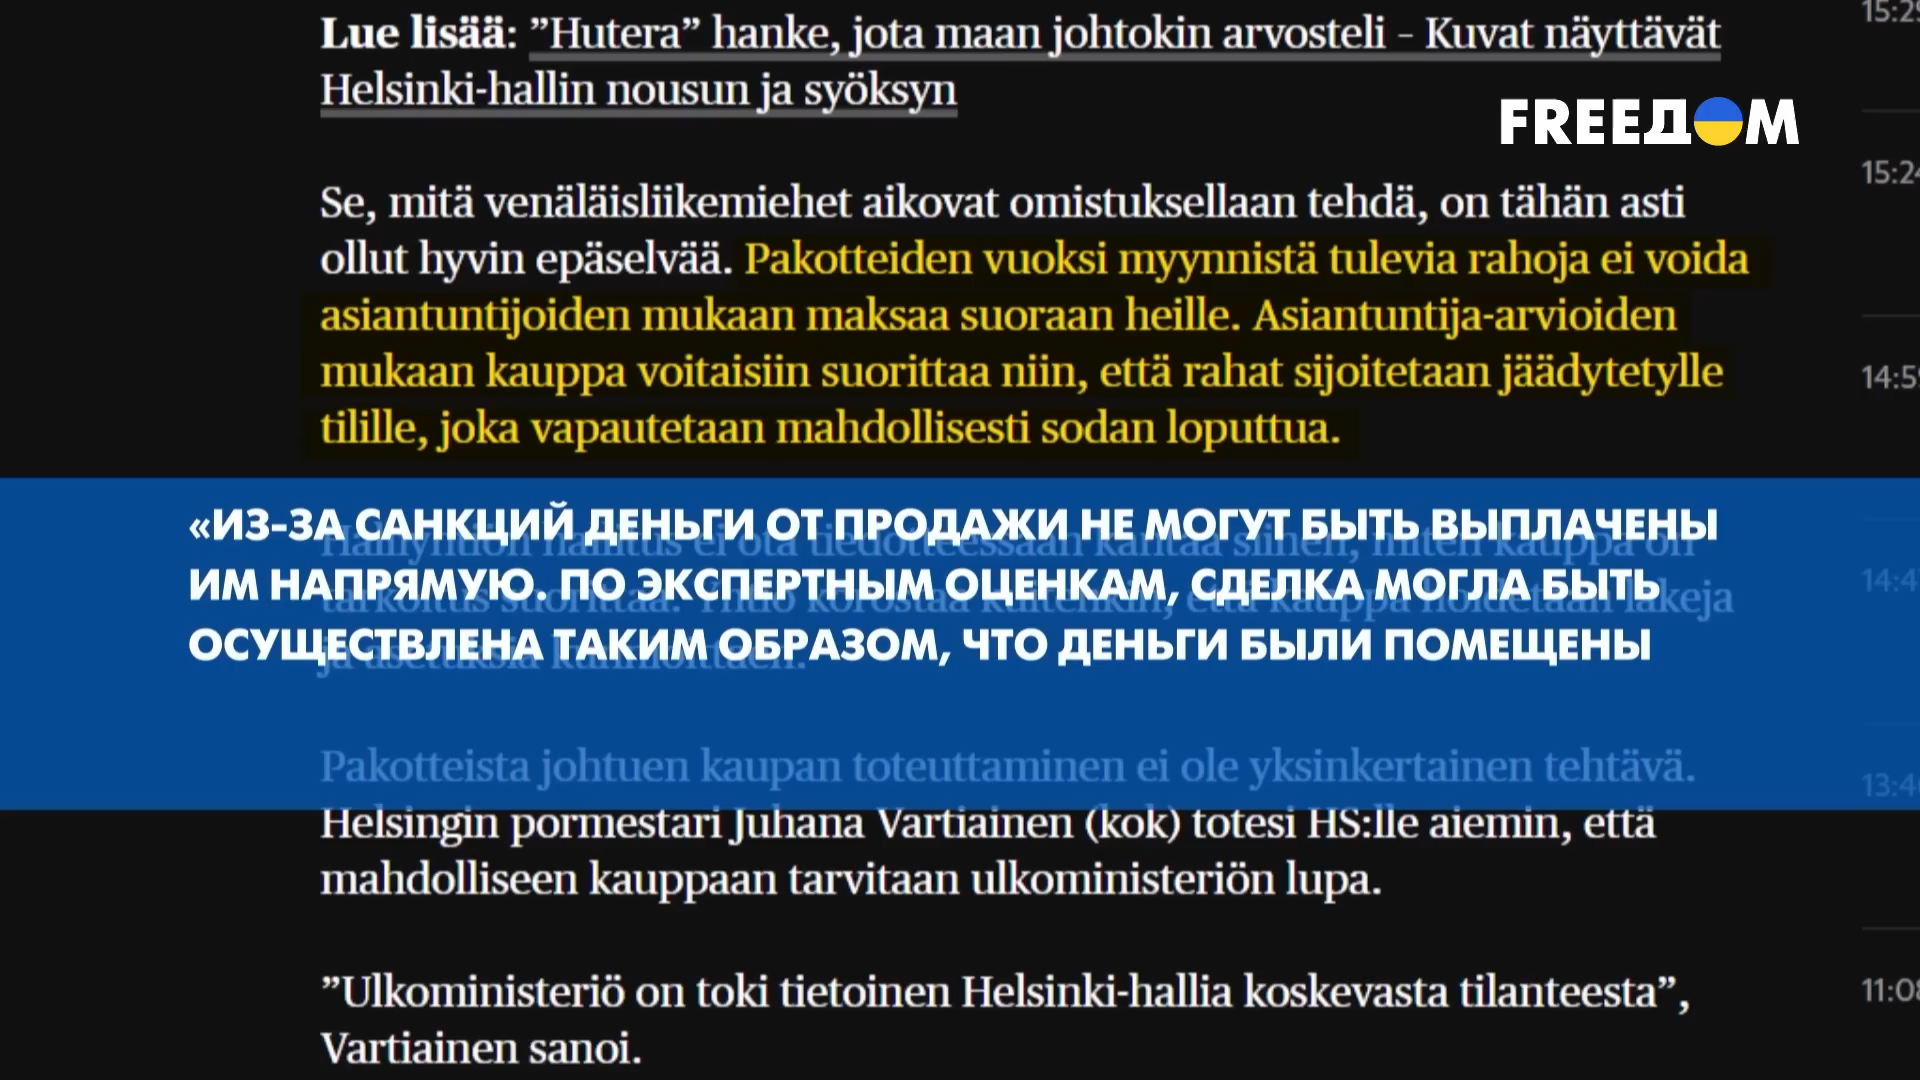 Lue lisää: ”Hutera” hanke, jota maan johtokin arvosteli – Kuvat näyttävät
Helsinki-hallin nousun ja syöksyn
FREEДOM
15:24
Se, mitä venäläisliikemiehet aikovat omistuksellaan tehdä, on tähän asti
ollut hyvin epäselvää. Pakotteiden vuoksi myynnistä tulevia rahoja ei voida
asiantuntijoiden mukaan maksaa suoraan heille. Asiantuntija-arvioiden
mukaan kauppa voitaisiin suorittaa niin, että rahat sijoitetaan jäädytetylle
tilille, joka vapautetaan mahdollisesti sodan loputtua.
«ИЗ-ЗА САНКЦИЙ ДЕНЬГИ ОТ ПРОДАЖИ НЕ МОГУТ БЫТЬ ВЫПЛАЧЕНЫ
ИМ НАПРЯМУЮ. ПО ЭКСПЕРТНЫМ ОЦЕНКАМ, СДЕЛКА МОГЛА БЫТЬ
ОСУЩЕСТВЛЕНА ТАКИМ ОБРАЗОМ, ЧТО ДЕНЬГИ БЫЛИ ПОМЕЩЕНЫ
Pakotteista johtuen kaupan toteuttaminen ei ole yksinkertainen tehtävä.
Helsingin pormestari Juhana Vartiainen (kok) totesi HS:lle aiemmin, että
mahdolliseen kauppaan tarvitaan ulkoministeriön lupa.
”Ulkoministeriö on toki tietoinen Helsinki-hallia koskevasta tilanteesta”,
11:08
Vartiainen sanoi.